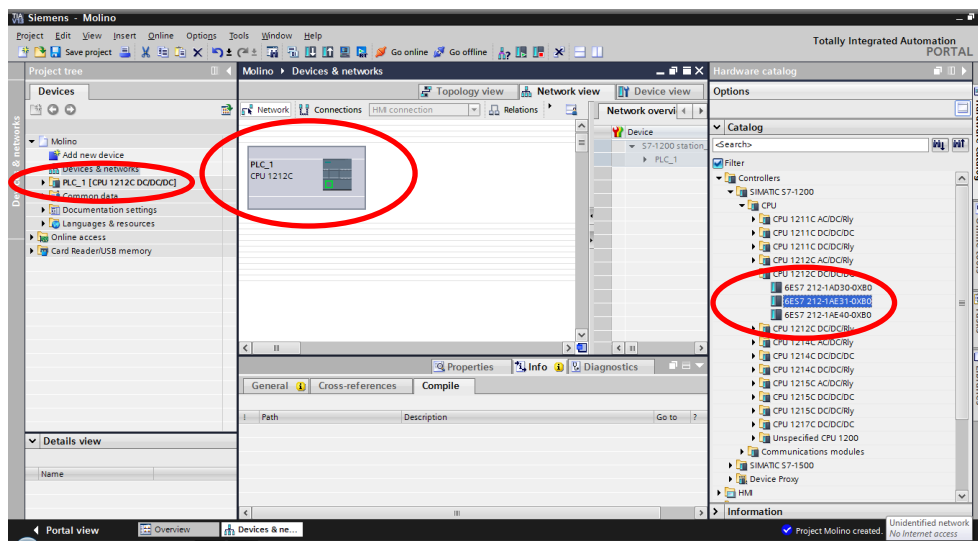 Siemens - Molino
Project Edit View Insert Online Options Tools Window Help
Save project Go online Go offline
Totally Integrated Automation
PORTAL
Project tree
Devices
Molino
Add new device
Devices & networks
PLC_1 [CPU 1212C DC/DC/DC]
Common data
Documentation settings
Languages & resources
Online access
Card Reader/USB memory
Details view
Name
Molino Devices & networks
Topology view Network view Device view
Network Connections HMI connection Relations
Network overvi
PLC_1
CPU 1212C
Device
S7-1200 station_
PLC_1
Properties Info Diagnostics
General Cross-references Compile
! Path Description Go to ?
Hardware catalog
Options
Catalog
<Search>
Filter
Controllers
SIMATIC S7-1200
CPU
CPU 1211C AC/DC/Rly
CPU 1211C DC/DC/DC
CPU 1211C DC/DC/Rly
CPU 1212C AC/DC/Rly
CPU 1212C DC/DC/DC
6ES7 212-1AD30-0XB0
6ES7 212-1AE31-0XB0
6ES7 212-1AE40-0XB0
CPU 1212C DC/DC/Rly
CPU 1214C AC/DC/Rly
CPU 1214C DC/DC/DC
CPU 1214C DC/DC/Rly
CPU 1215C AC/DC/Rly
CPU 1215C DC/DC/DC
CPU 1215C DC/DC/Rly
CPU 1217C DC/DC/DC
Unspecified CPU 1200
Communications modules
SIMATIC S7-1500
Device Proxy
HMI
Information
Portal view Overview Devices & ne...
Project Molino created.
Unidentified network
No Internet access